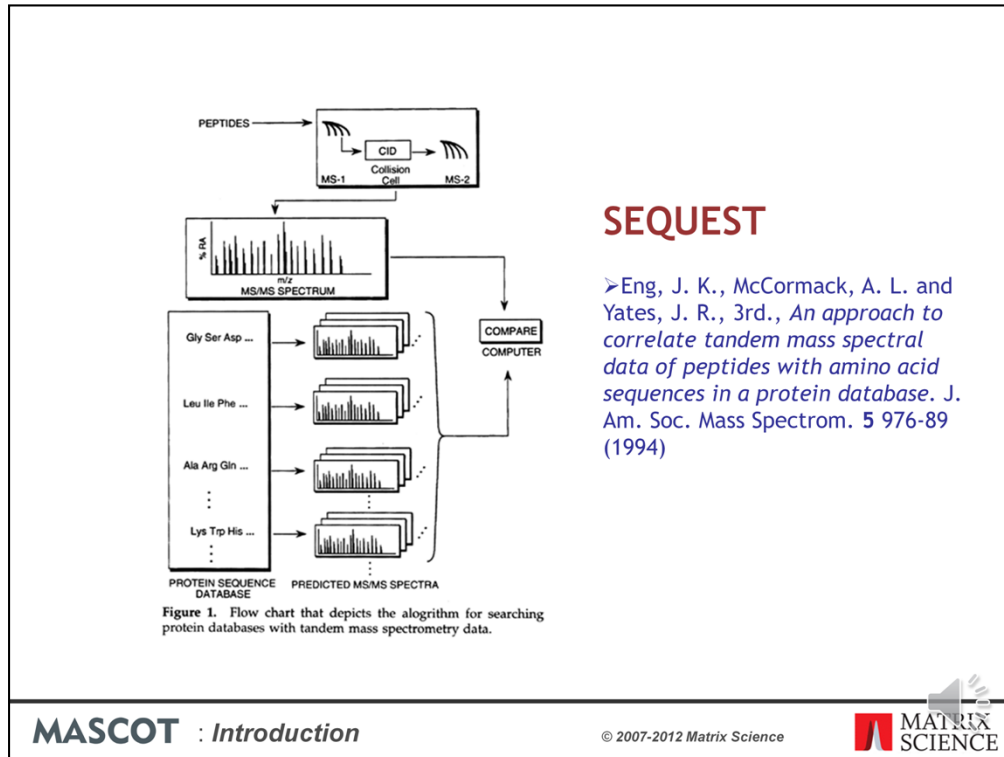 PEPTIDES
CID
Collision
Cell
MS-1
MS-2
% RA
m/z
MS/MS SPECTRUM
COMPARE
COMPUTER
Gly Ser Asp ...
Leu Ile Phe ...
Ala Arg Gln ...
Lys Trp His ...
PROTEIN SEQUENCE
DATABASE
PREDICTED MS/MS SPECTRA
Figure 1. Flow chart that depicts the alogrithm for searching
protein databases with tandem mass spectrometry data.
SEQUEST
➢Eng, J. K., McCormack, A. L. and
Yates, J. R., 3rd., An approach to
correlate tandem mass spectral
data of peptides with amino acid
sequences in a protein database. J.
Am. Soc. Mass Spectrom. 5 976-89
(1994)
MASCOT : Introduction
© 2007-2012 Matrix Science
MATRIX
SCIENCE